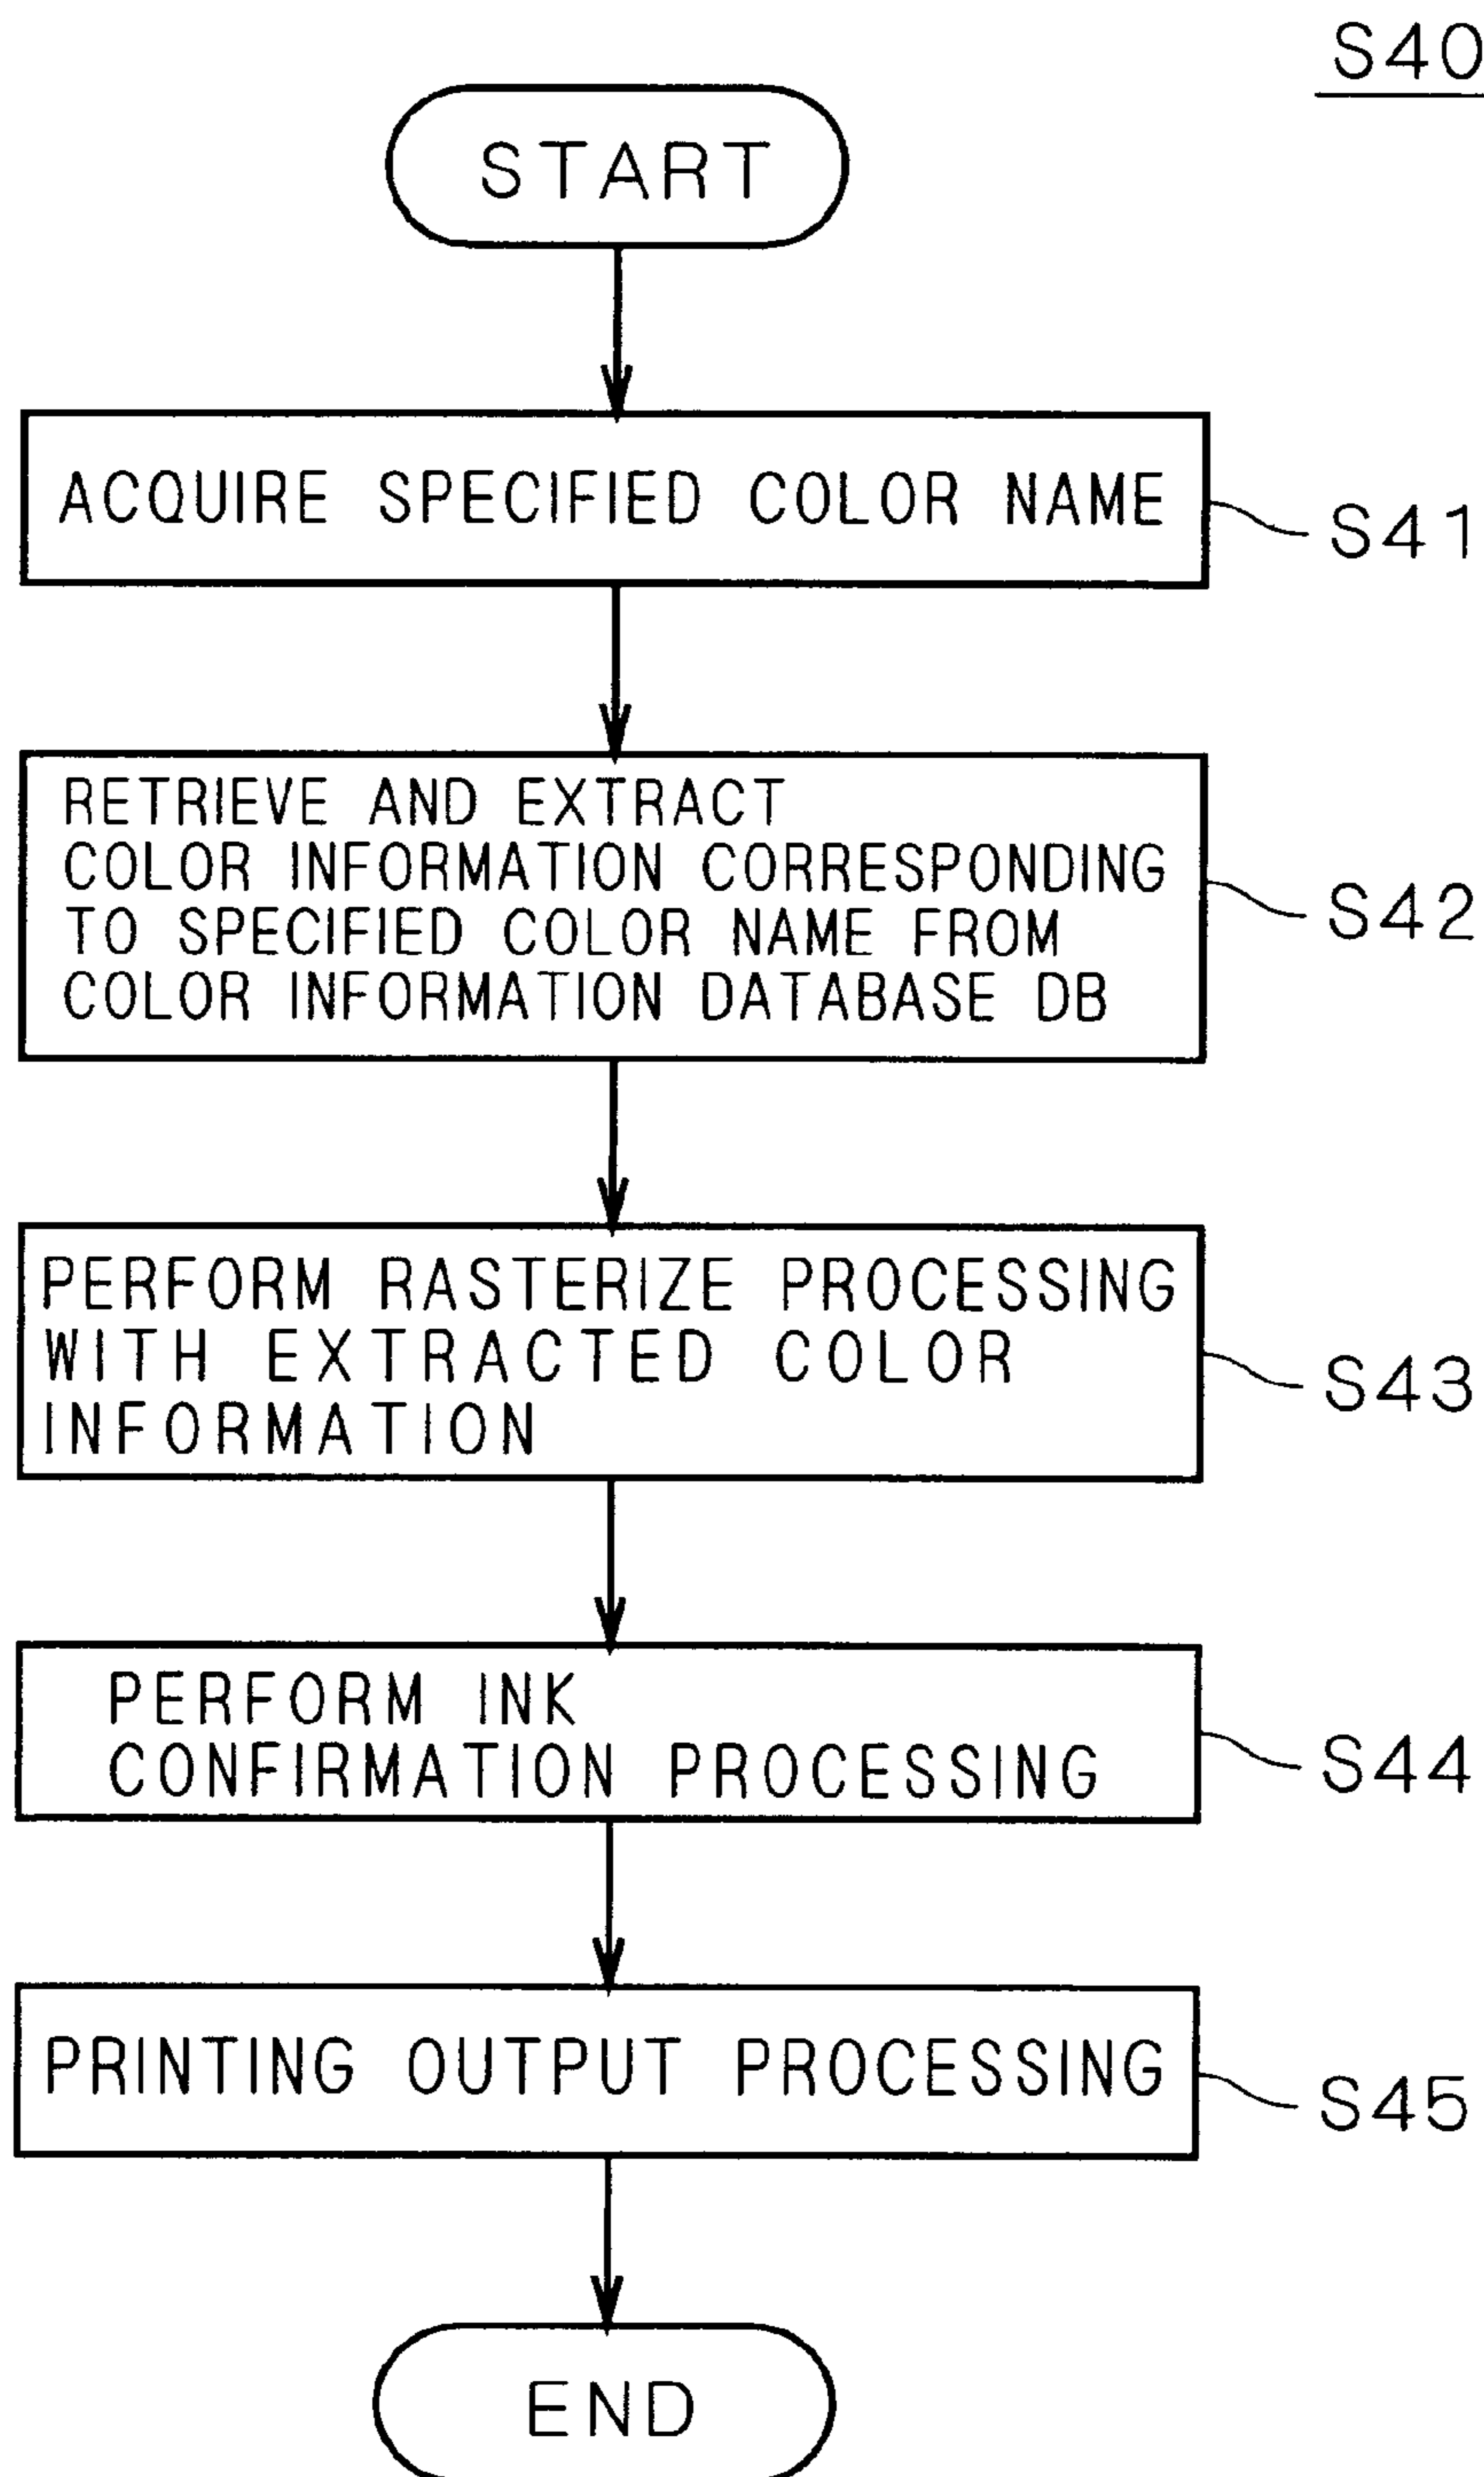 S40
START
ACQUIRE SPECIFIED COLOR NAME
S41
RETRIEVE AND EXTRACT
COLOR INFORMATION CORRESPONDING
TO SPECIFIED COLOR NAME FROM
COLOR INFORMATION DATABASE DB
S42
PERFORM RASTERIZE PROCESSING
WITH EXTRACTED COLOR
INFORMATION
S43
PERFORM INK
CONFIRMATION PROCESSING
S44
PRINTING OUTPUT PROCESSING
S45
END